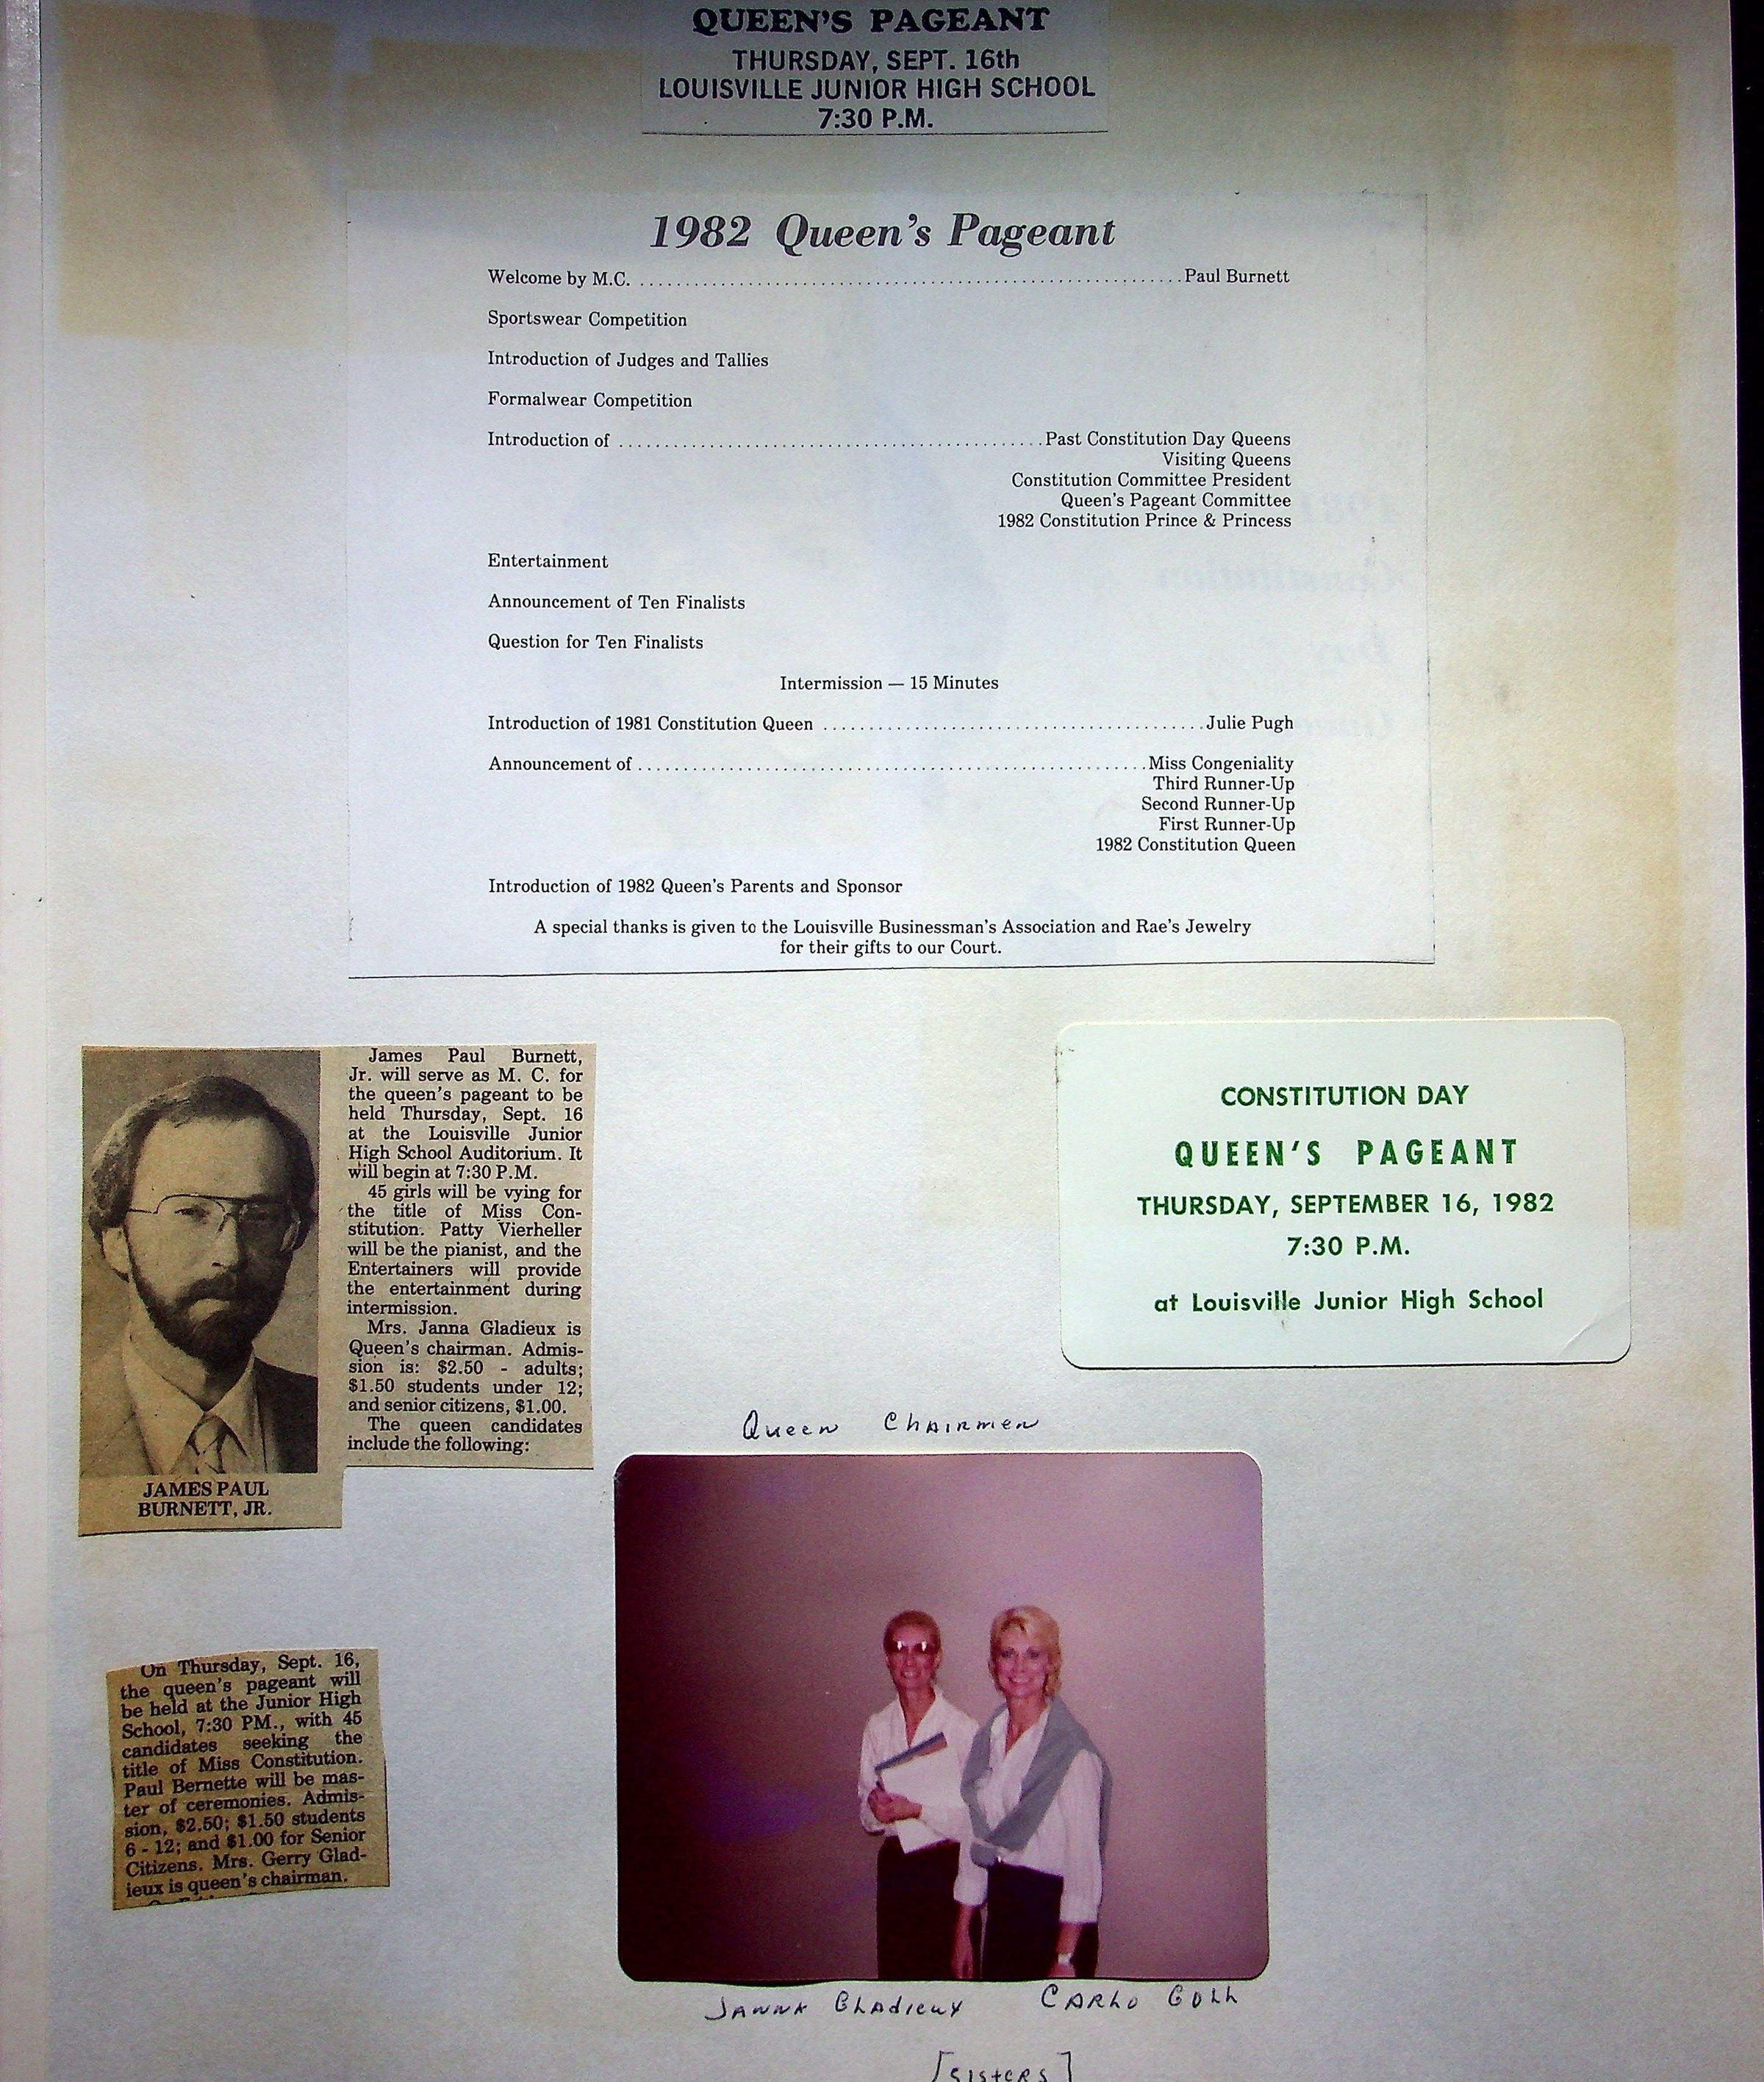 QUEEN'S PAGEANT
THURSDAY, SEPT. 16th
LOUISVILLE JUNIOR HIGH SCHOOL
7:30 P.M.
1982 Queen's Pageant
Welcome by M.C. ............................................................ Paul Burnett
Sportswear Competition
Introduction of Judges and Tallies
Formalwear Competition
Introduction of ............................................... Past Constitution Day Queens
Visiting Queens
Constitution Committee President
Queen's Pageant Committee
1982 Constitution Prince & Princess
Entertainment
Announcement of Ten Finalists
Question for Ten Finalists
Intermission — 15 Minutes
Introduction of 1981 Constitution Queen .......................................... Julie Pugh
Announcement of ........................................................ Miss Congeniality
Third Runner-Up
Second Runner-Up
First Runner-Up
1982 Constitution Queen
Introduction of 1982 Queen's Parents and Sponsor
A special thanks is given to the Louisville Businessman's Association and Rae's Jewelry
for their gifts to our Court.
James Paul Burnett,
Jr. will serve as M. C. for
the queen's pageant to be
held Thursday, Sept. 16
at the Louisville Junior
High School Auditorium. It
will begin at 7:30 P.M.
45 girls will be vying for
the title of Miss Con-
stitution. Patty Vierheller
will be the pianist, and the
Entertainers will provide
the entertainment during
intermission.
Mrs. Janna Gladieux is
Queen's chairman. Admis-
sion is: $2.50 - adults;
$1.50 students under 12;
and senior citizens, $1.00.
The queen candidates
include the following:
JAMES PAUL
BURNETT, JR.
CONSTITUTION DAY
QUEEN'S PAGEANT
THURSDAY, SEPTEMBER 16, 1982
7:30 P.M.
at Louisville Junior High School
Queen Chairmen
On Thursday, Sept. 16,
the queen's pageant will
be held at the Junior High
School, 7:30 PM., with 45
candidates seeking the
title of Miss Constitution.
Paul Bernette will be mas-
ter of ceremonies. Admis-
sion, $2.50; $1.50 students
6 - 12; and $1.00 for Senior
Citizens. Mrs. Gerry Glad-
ieux is queen's chairman.
Janna Gladieux Carlo Goll
[Sisters]